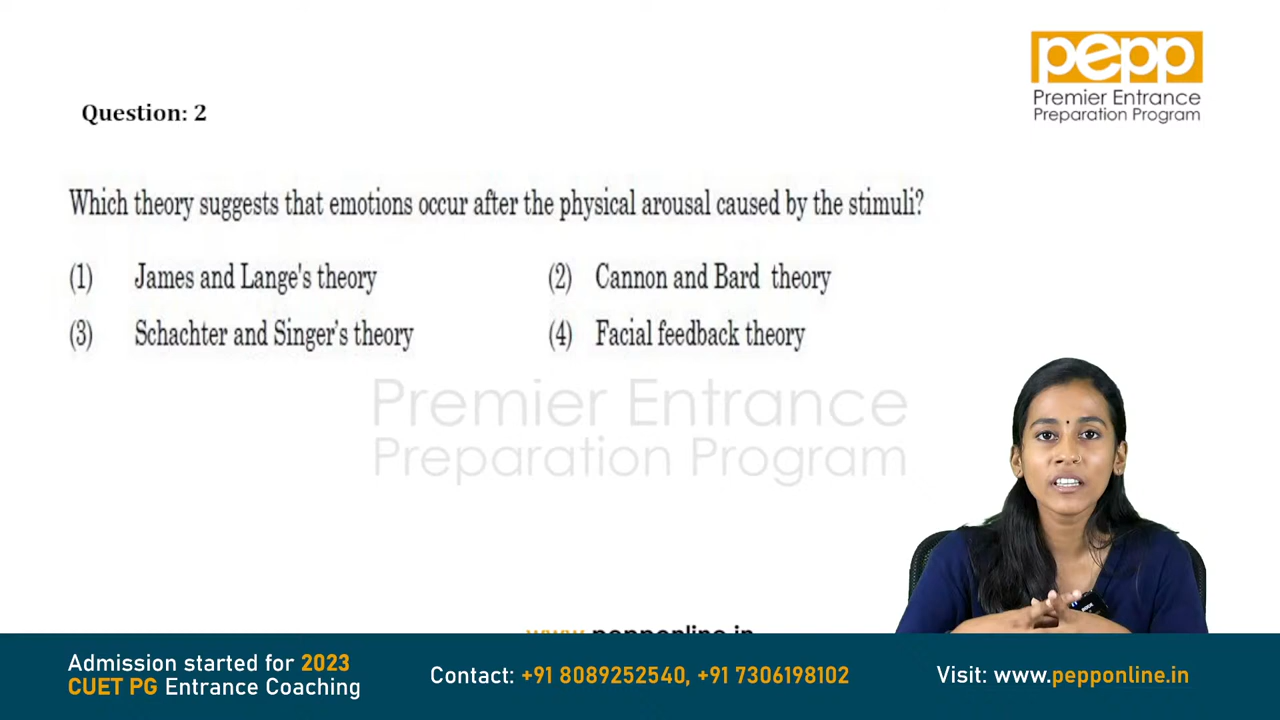 pepp
Premier Entrance
Preparation Program
Question: 2
Which theory suggests that emotions occur after the physical arousal caused by the stimuli?
(1) James and Lange's theory (2) Cannon and Bard theory
(3) Schachter and Singer's theory (4) Facial feedback theory
Premier Entrance
Preparation Program
www.pepponline.in
Admission started for 2023
CUET PG Entrance Coaching
Contact: +91 8089252540, +91 7306198102
Visit: www.pepponline.in